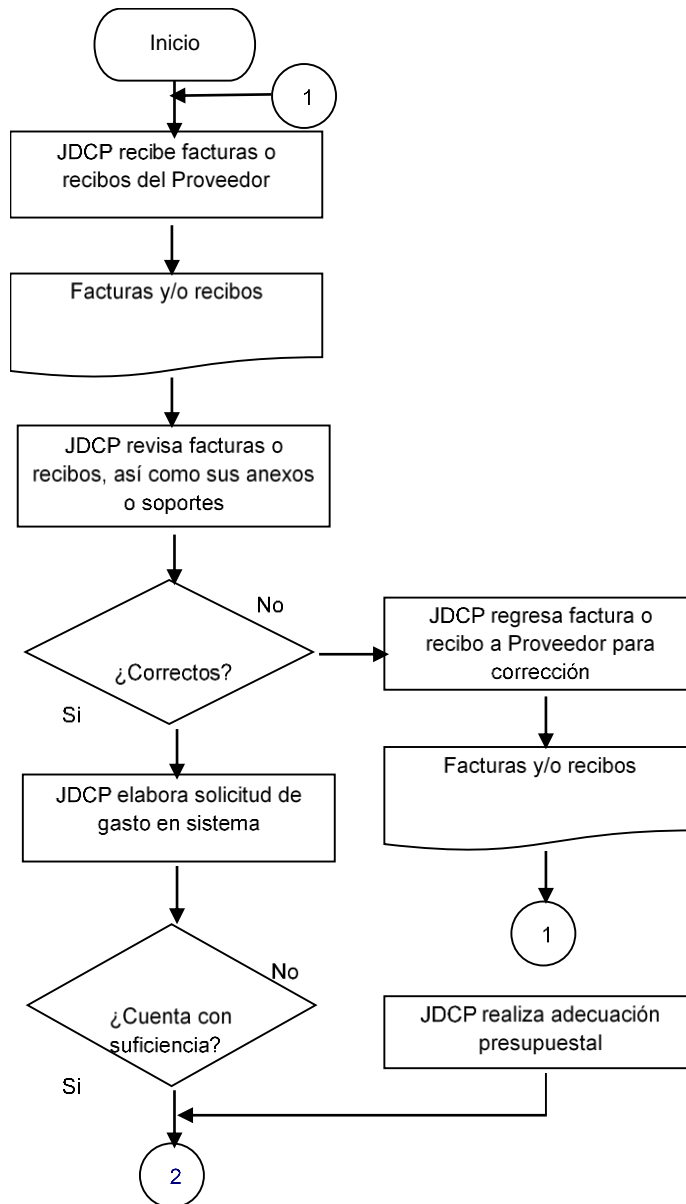 Inicio
1
JDCP recibe facturas o
recibos del Proveedor
Facturas y/o recibos
JDCP revisa facturas o
recibos, así como sus anexos
o soportes
No
¿Correctos?
Si
JDCP regresa factura o
recibo a Proveedor para
corrección
Facturas y/o recibos
1
JDCP elabora solicitud de
gasto en sistema
No
¿Cuenta con
suficiencia?
Si
JDCP realiza adecuación
presupuestal
2